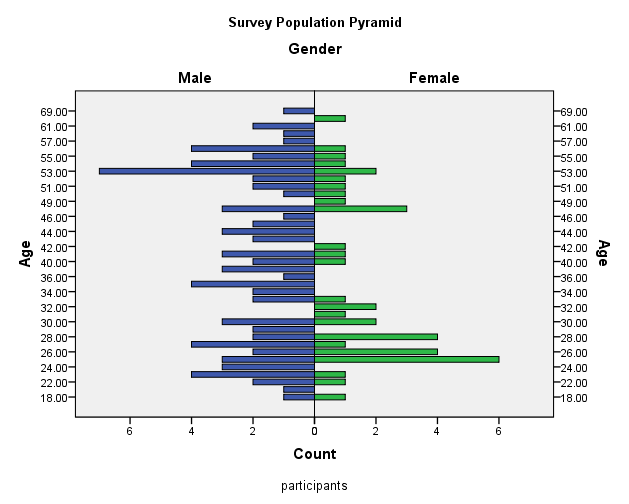 Survey Population Pyramid
Gender
Male Female
69.00 69.00
61.00 61.00
57.00 57.00
55.00 55.00
53.00 53.00
51.00 51.00
49.00 49.00
46.00 46.00
44.00 44.00
42.00 42.00
Age Age
40.00 40.00
36.00 36.00
34.00 34.00
32.00 32.00
30.00 30.00
28.00 28.00
26.00 26.00
24.00 24.00
22.00 22.00
18.00 18.00
6 4 2 0 2 4 6
Count
participants